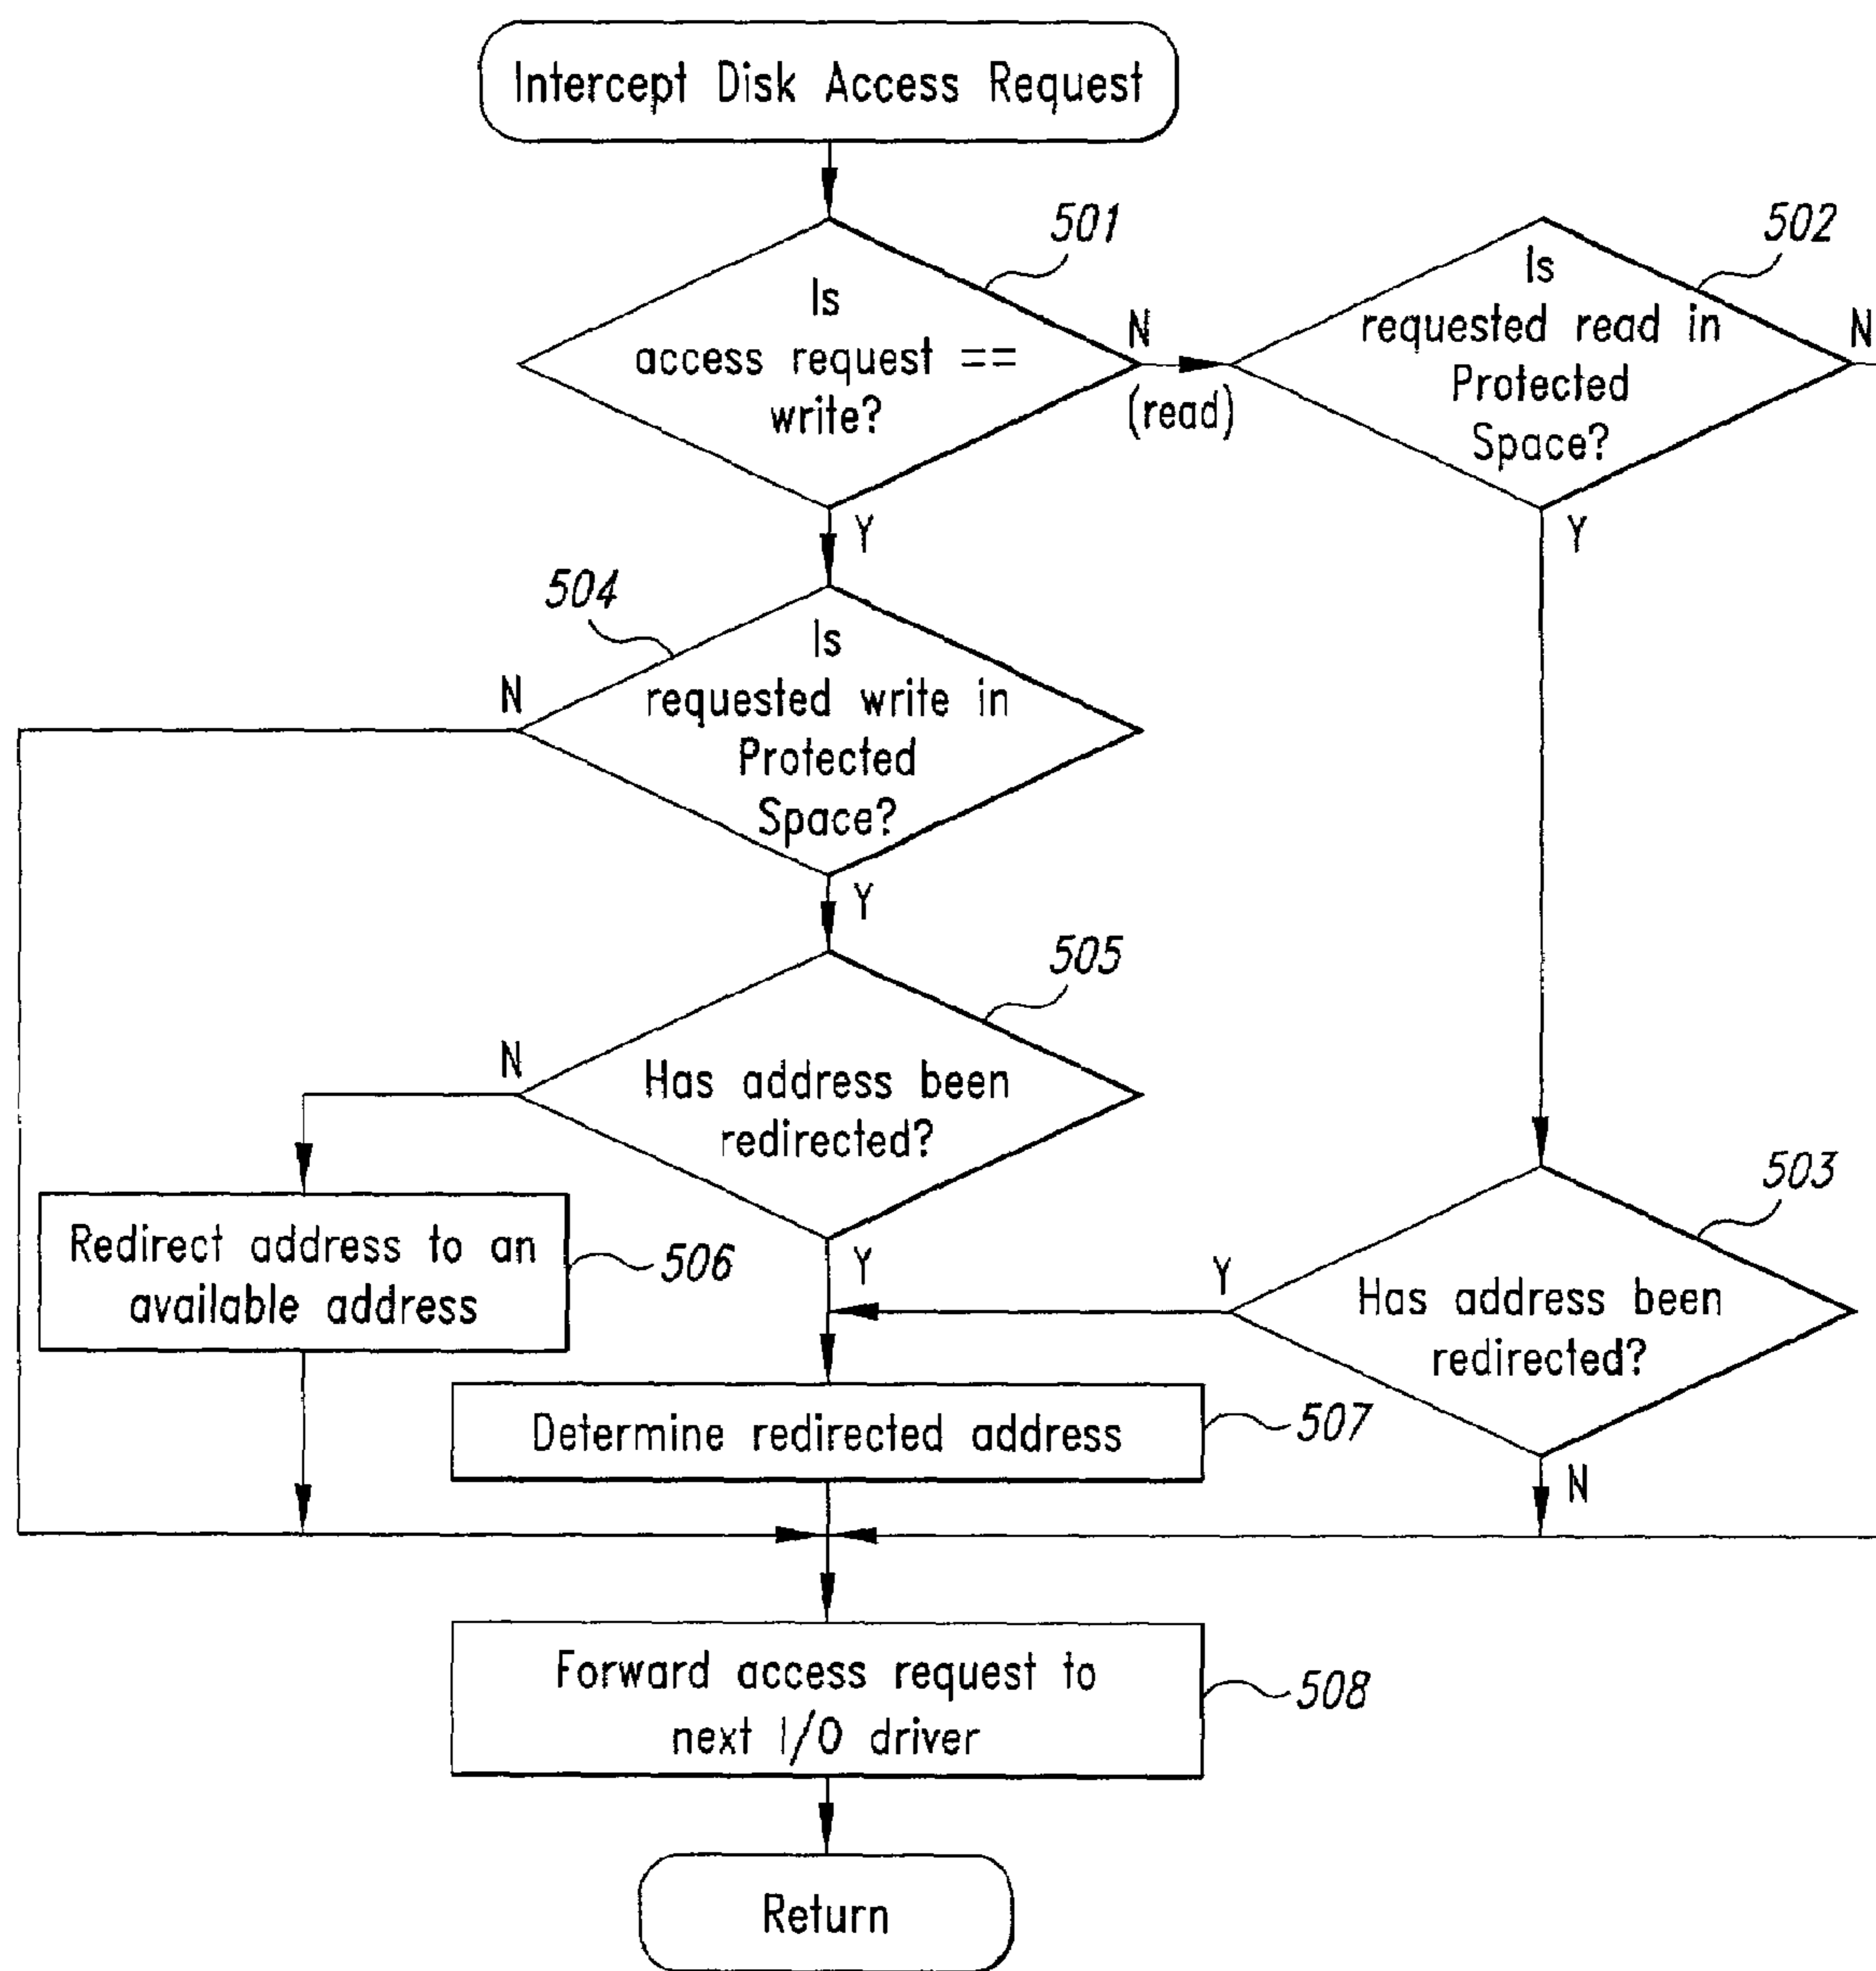 Intercept Disk Access Request
501
502
Is
access request ==
write?
N
(read)
Is
requested read in
Protected
Space?
N
Y
Y
504
Is
requested write in
Protected
Space?
N
Y
505
Has address been
redirected?
N
Y
503
Has address been
redirected?
Y
N
Redirect address to an
available address
506
Determine redirected address
507
Forward access request to
next I/O driver
508
Return